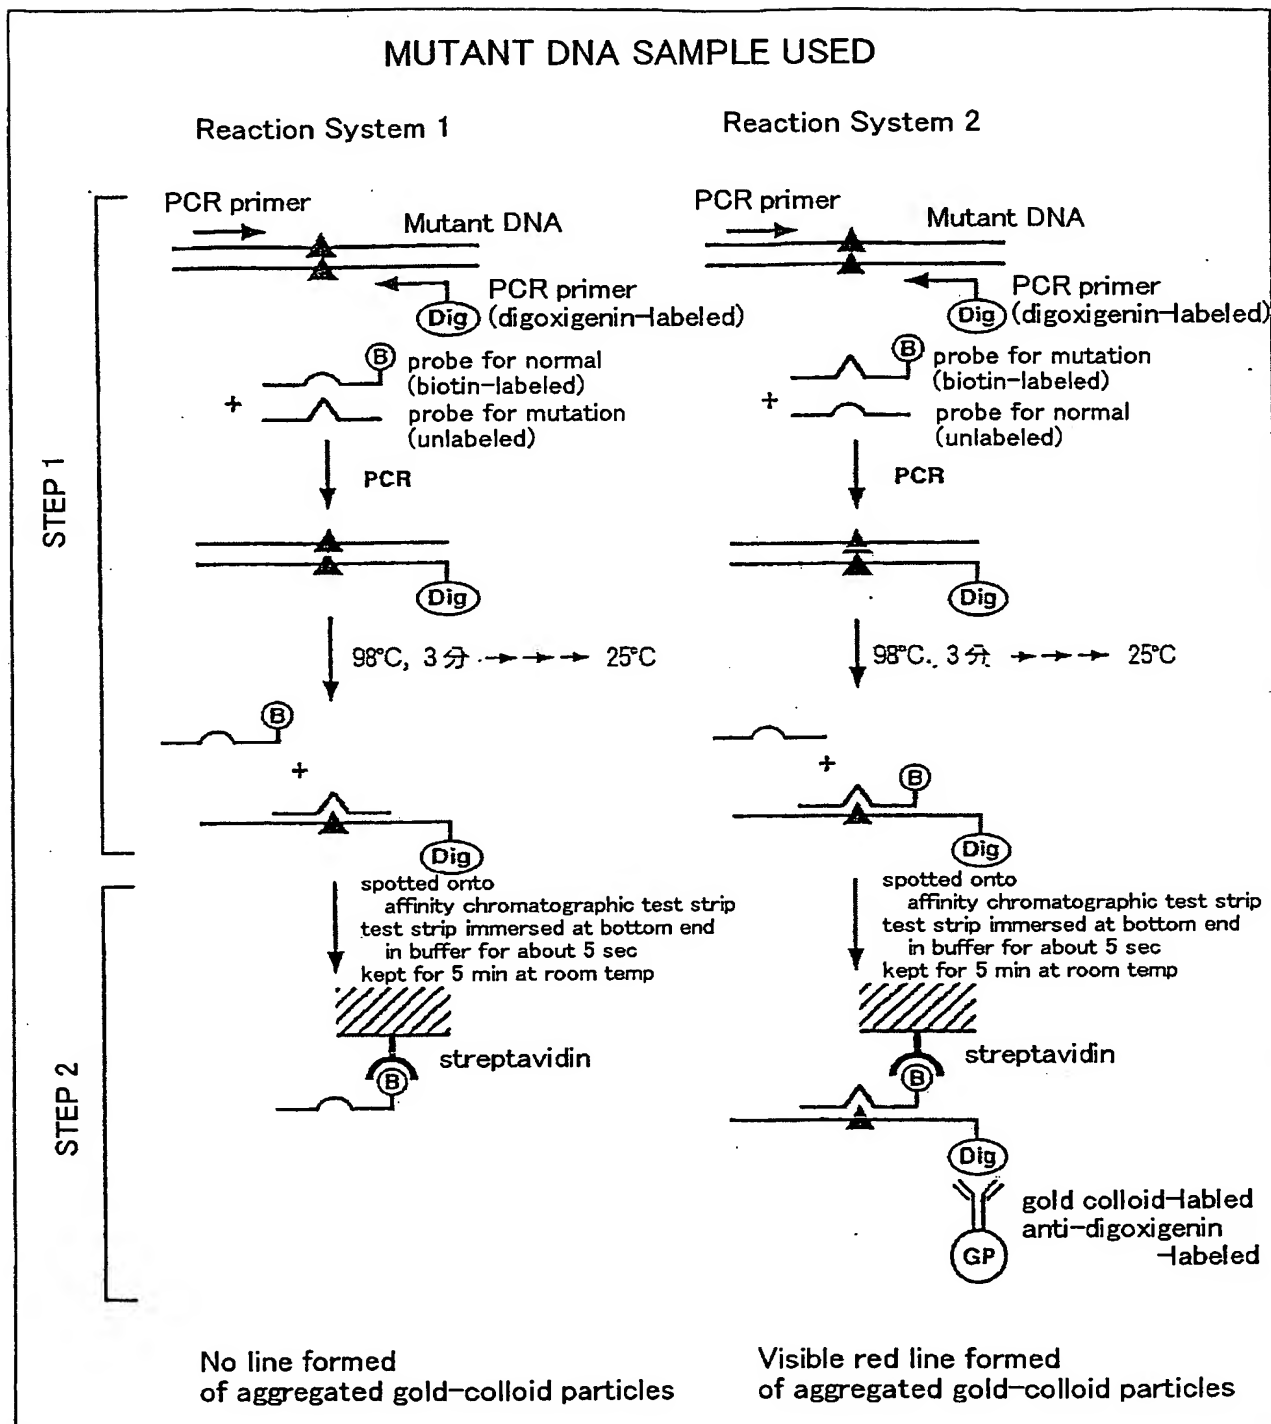 MUTANT DNA SAMPLE USED
Reaction System 1
PCR primer
Mutant DNA
PCR primer
Dig (digoxigenin-labeled)
B probe for normal
(biotin-labeled)
+ probe for mutation
(unlabeled)
PCR
Dig
98°C, 3分 25°C
B
+
Dig
spotted onto
affinity chromatographic test strip
test strip immersed at bottom end
in buffer for about 5 sec
kept for 5 min at room temp
streptavidin
B
No line formed
of aggregated gold-colloid particles
Reaction System 2
PCR primer
Mutant DNA
PCR primer
Dig (digoxigenin-labeled)
B probe for mutation
(biotin-labeled)
+ probe for normal
(unlabeled)
PCR
Dig
98°C. 3分 25°C
+
B
Dig
spotted onto
affinity chromatographic test strip
test strip immersed at bottom end
in buffer for about 5 sec
kept for 5 min at room temp
streptavidin
B
Dig
gold colloid-labled
anti-digoxigenin
-labeled
GP
Visible red line formed
of aggregated gold-colloid particles
STEP 1
STEP 2